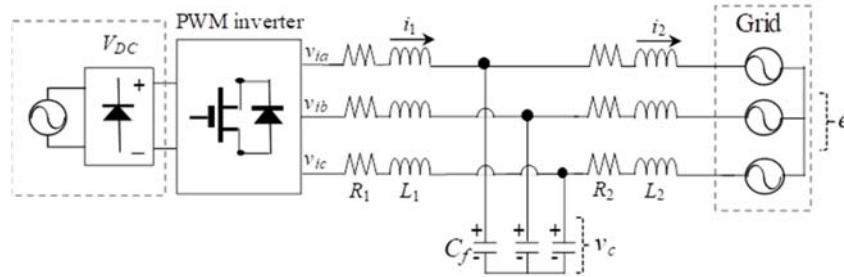 PWM inverter
Grid
V_DC
i_1
i_2
v_ia
v_ib
v_ic
e
+
−
R_1
L_1
R_2
L_2
C_f
+ + +
- - -
v_c